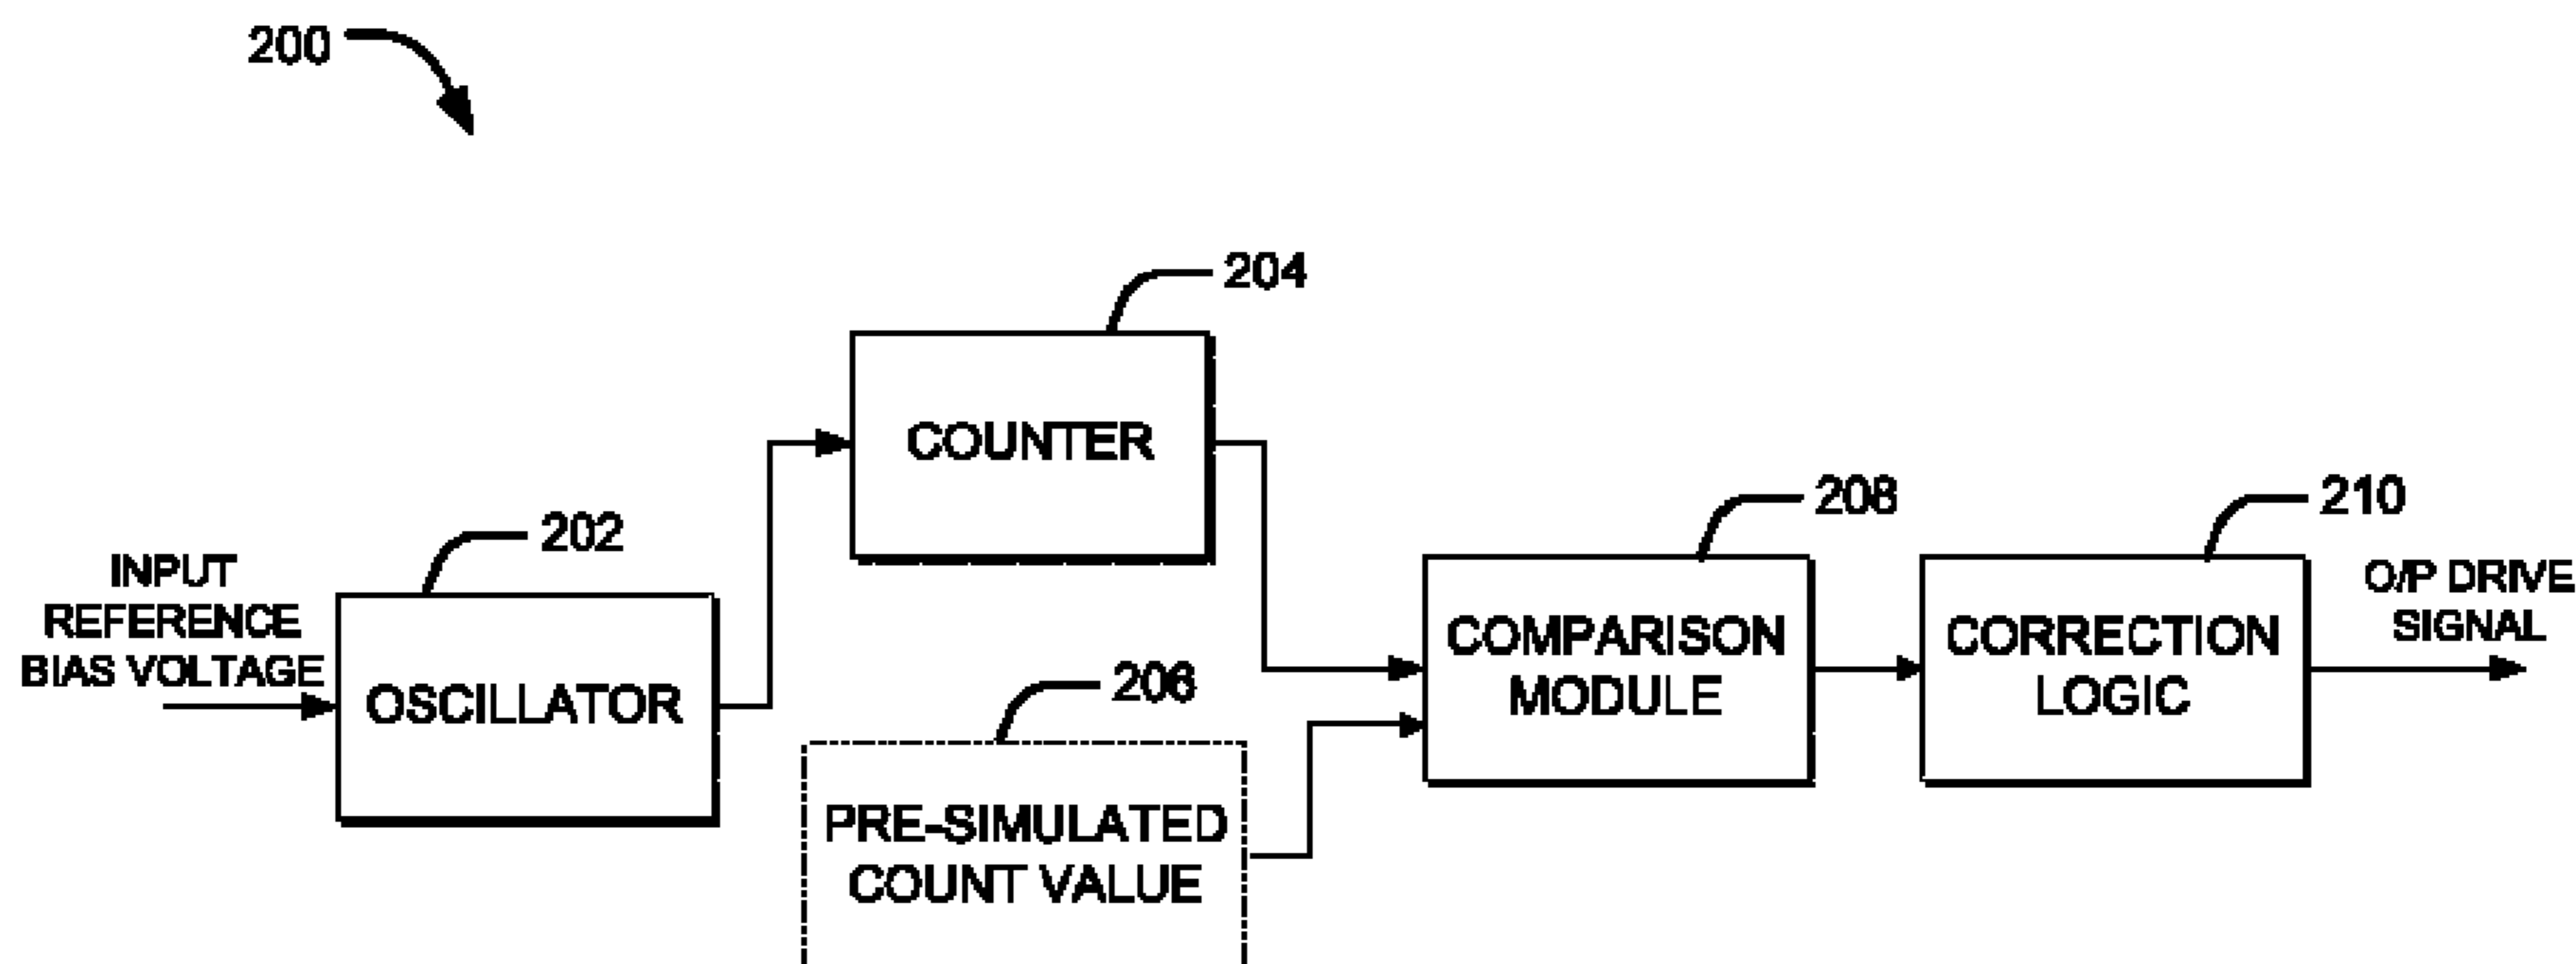 200
204
COUNTER
202
INPUT
REFERENCE
BIAS VOLTAGE
OSCILLATOR
206
PRE-SIMULATED
COUNT VALUE
208
COMPARISON
MODULE
210
CORRECTION
LOGIC
O/P DRIVE
SIGNAL